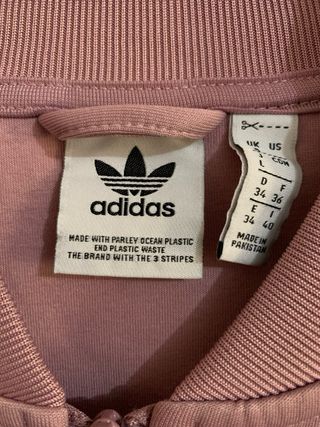 adidas
MADE WITH PARLEY OCEAN PLASTIC
END PLASTIC WASTE
THE BRAND WITH THE 3 STRIPES
UK US
D F
34 36
E I
34 40
MADE IN
PAKISTAN